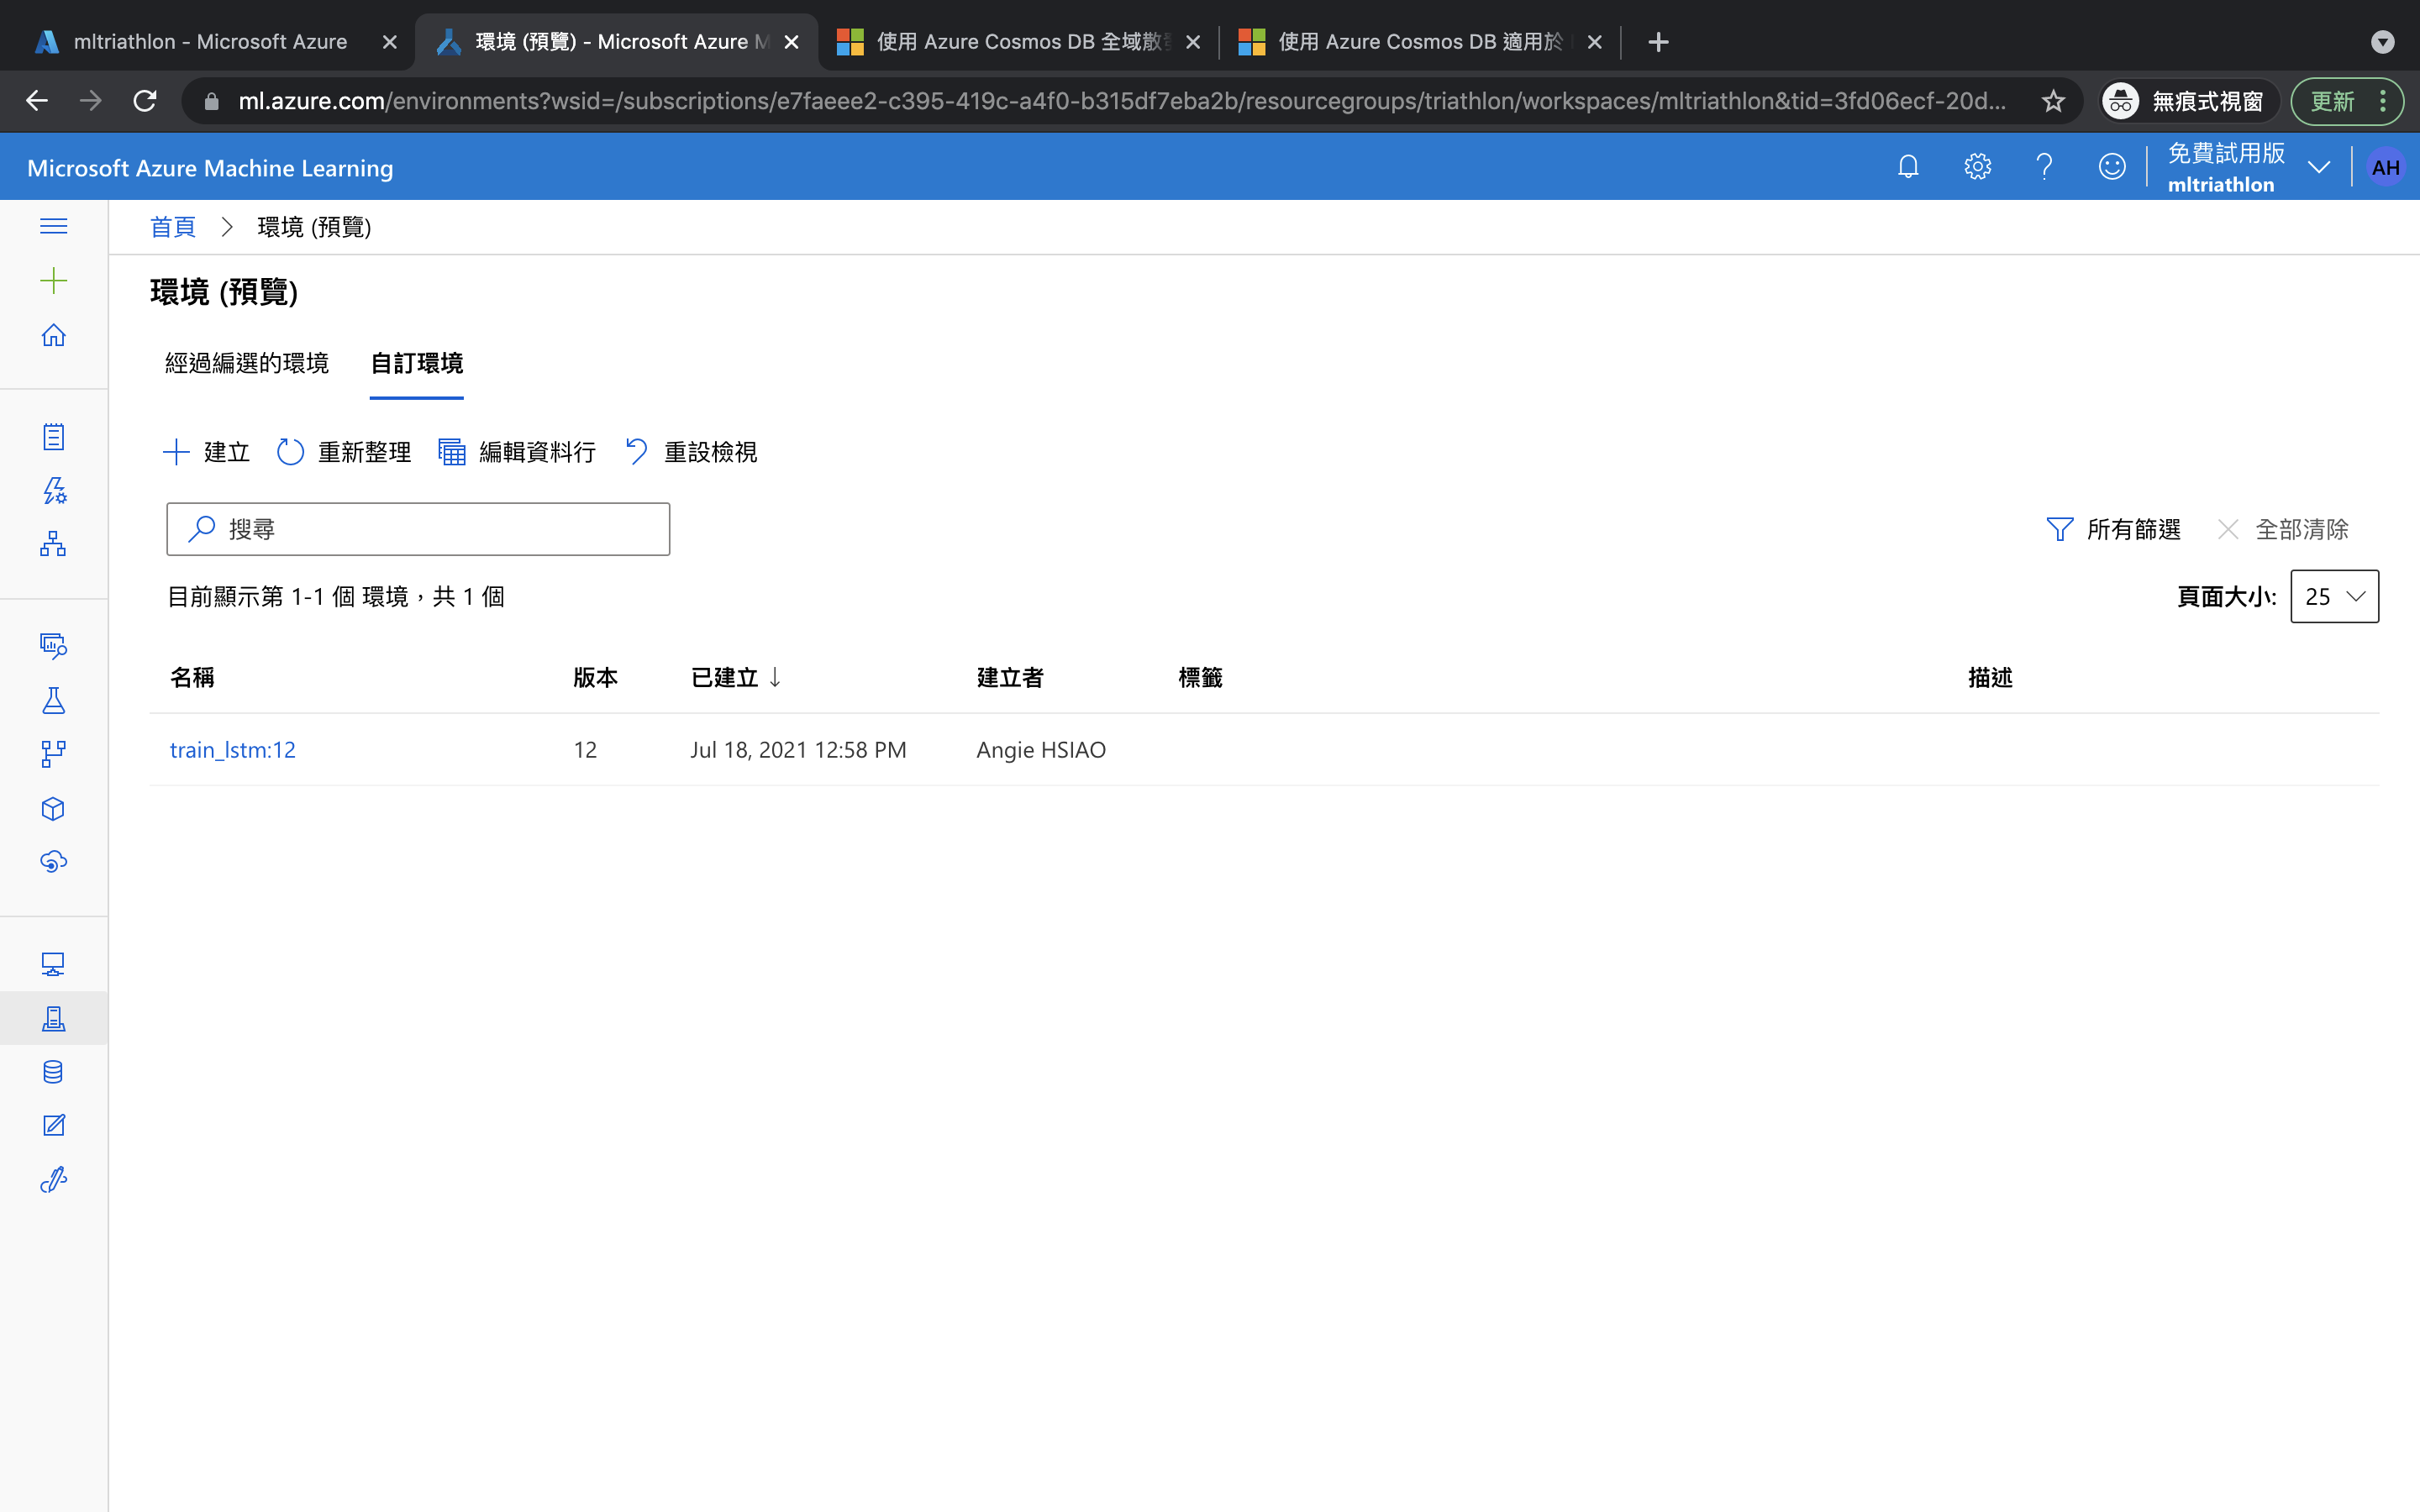 mltriathlon - Microsoft Azure
環境 (預覽) - Microsoft Azure M
使用 Azure Cosmos DB 全域散發
使用 Azure Cosmos DB 適用於
ml.azure.com/environments?wsid=/subscriptions/e7faeee2-c395-419c-a4f0-b315df7eba2b/resourcegroups/triathlon/workspaces/mltriathlon&tid=3fd06ecf-20d...
無痕式視窗
更新
Microsoft Azure Machine Learning
免費試用版
mltriathlon
AH
首頁 > 環境 (預覽)
環境 (預覽)
經過編選的環境 自訂環境
建立 重新整理 編輯資料行 重設檢視
搜尋
所有篩選 全部清除
目前顯示第 1-1 個 環境，共 1 個
頁面大小: 25
名稱 版本 已建立 ↓ 建立者 標籤 描述
train_lstm:12 12 Jul 18, 2021 12:58 PM Angie HSIAO